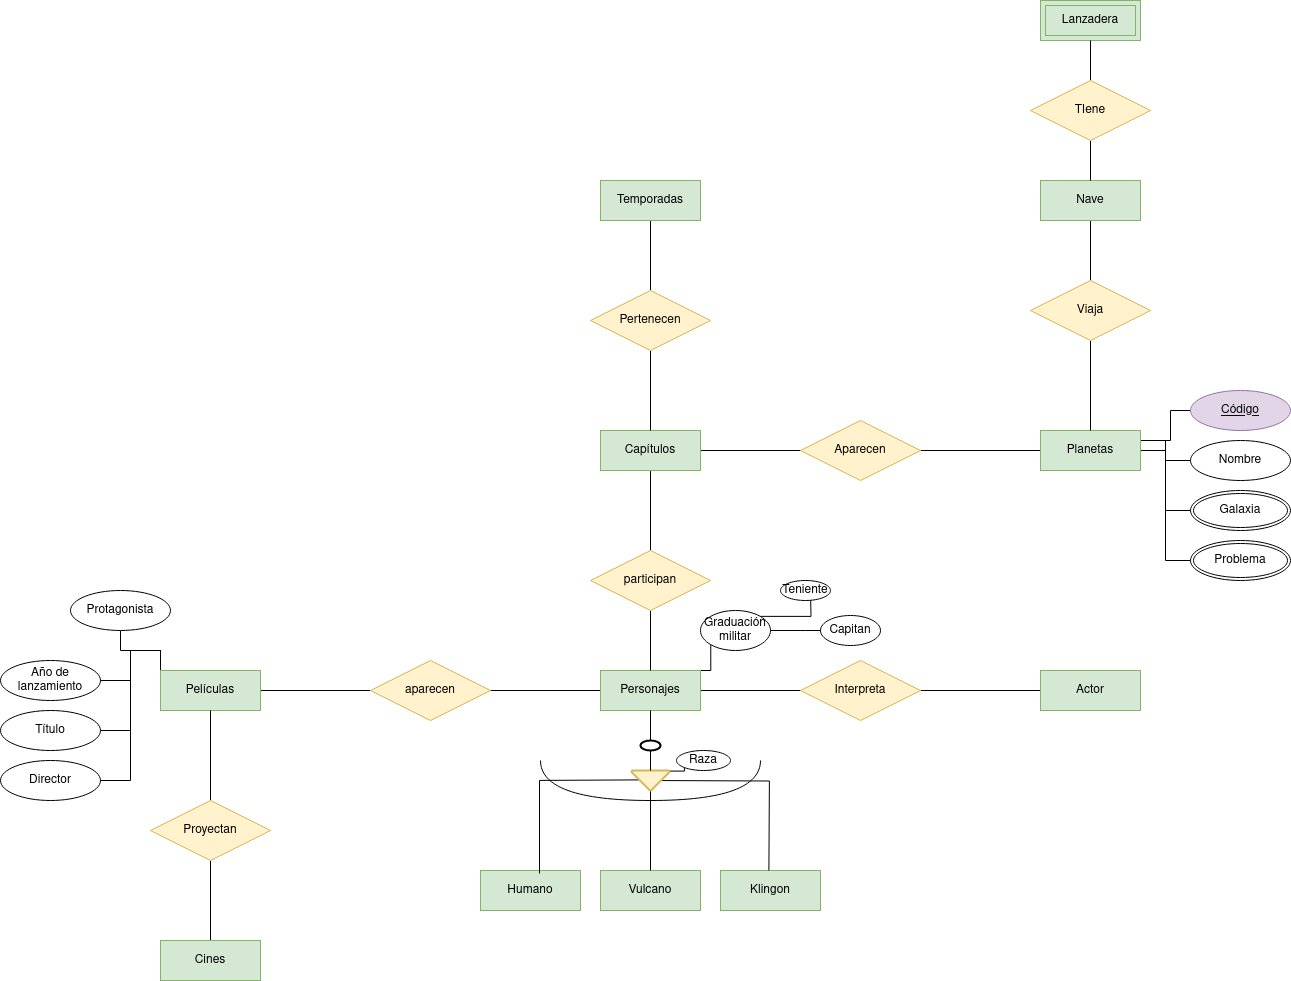 Lanzadera
TIene
Temporadas
Nave
Pertenecen
Viaja
Código
Capítulos
Aparecen
Planetas
Nombre
Galaxia
Problema
participan
Teniente
Protagonista
Graduación
militar
Capitan
Año de
lanzamiento
Películas
aparecen
Personajes
Interpreta
Actor
Título
Raza
Director
Proyectan
Humano
Vulcano
Klingon
Cines